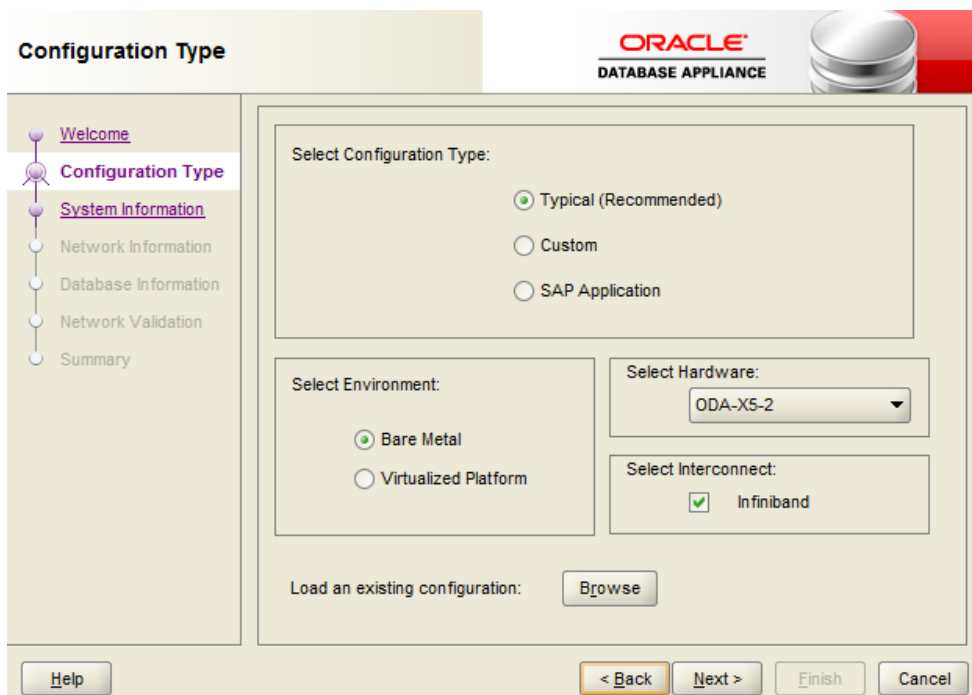 Configuration Type
ORACLE®
DATABASE APPLIANCE
Welcome
Configuration Type
System Information
Network Information
Database Information
Network Validation
Summary
Select Configuration Type:
Typical (Recommended)
Custom
SAP Application
Select Environment:
Bare Metal
Virtualized Platform
Select Hardware:
ODA-X5-2
Select Interconnect:
Infiniband
Load an existing configuration:
Browse
Help
< Back
Next >
Finish
Cancel